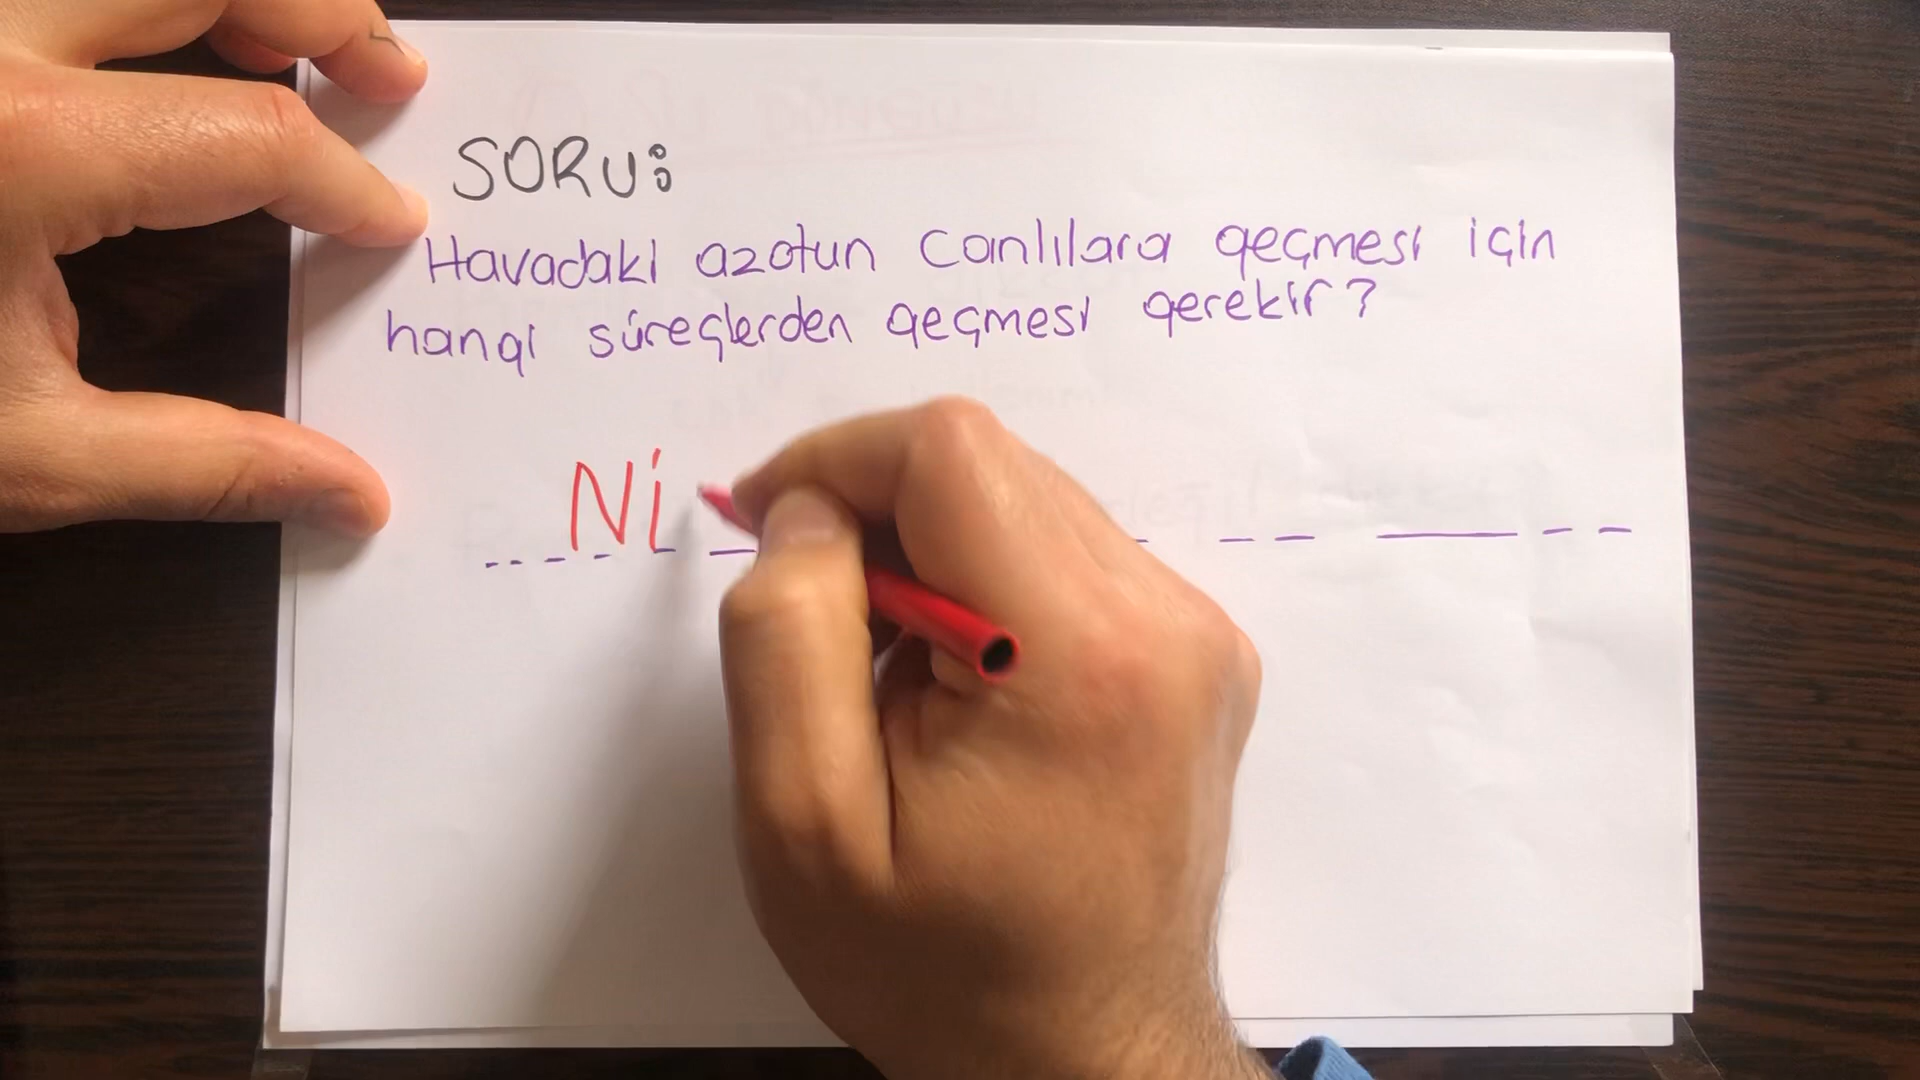 SORU:
Havadaki azotun canlılara geçmesi için
hangi süreçlerden geçmesi gerekir?
Ni